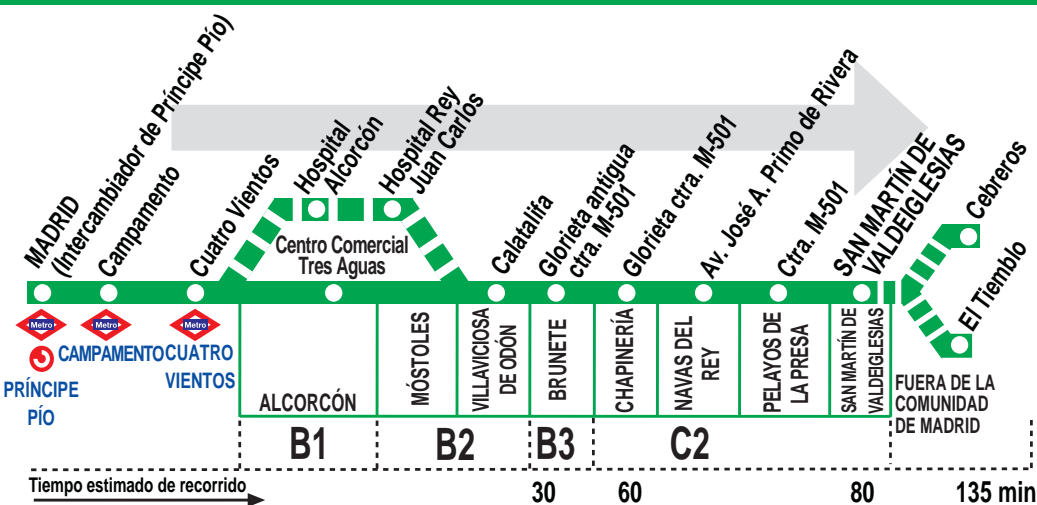 MADRID
(Intercambiador de Príncipe Pío)
Campamento
Cuatro Vientos
Hospital
Alcorcón
Hospital Rey
Juan Carlos
Calatalifa
Glorieta antigua
ctra. M-501
Glorieta ctra. M-501
Av. José A. Primo de Rivera
Ctra. M-501
SAN MARTÍN DE
VALDEIGLESIAS
Cebreros
El Tiemblo
Centro Comercial
Tres Aguas
Metro
Metro
Metro
PRÍNCIPE
PÍO
CAMPAMENTO
CUATRO
VIENTOS
ALCORCÓN
MÓSTOLES
VILLAVICIOSA
DE ODÓN
BRUNETE
CHAPINERÍA
NAVAS DEL
REY
PELAYOS DE
LA PRESA
SAN MARTÍN DE
VALDEIGLESIAS
FUERA DE LA
COMUNIDAD
DE MADRID
B1
B2
B3
C2
Tiempo estimado de recorrido
30
60
80
135 min